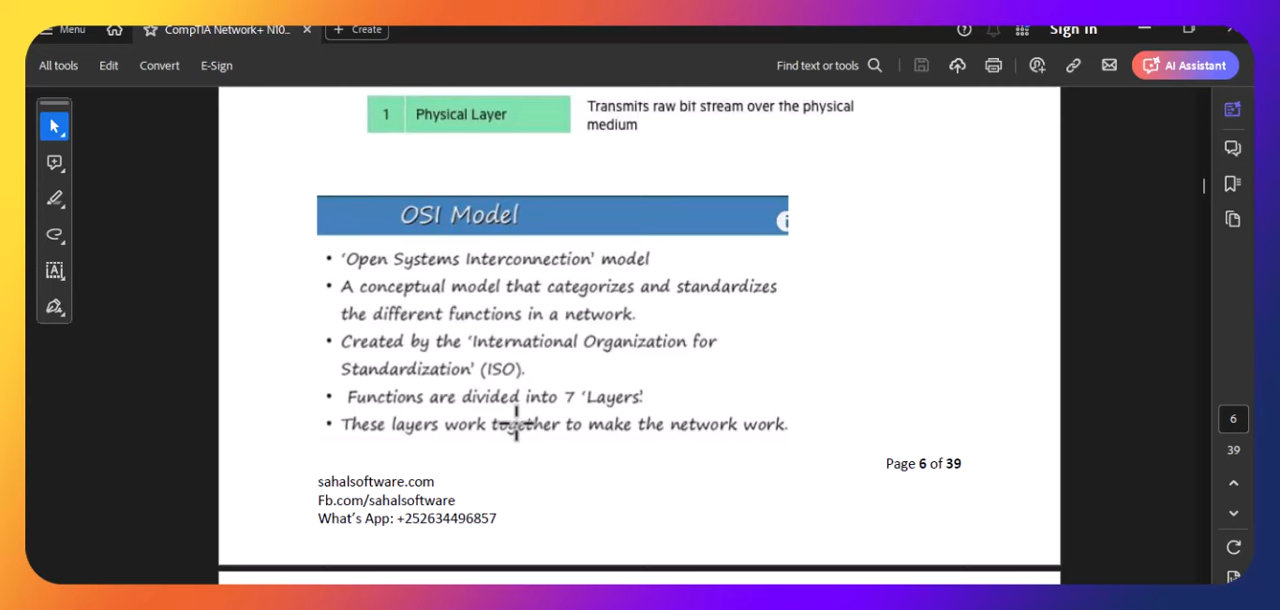 Menu
CompTIA Network+ N10...
Create
Sign in
All tools
Edit
Convert
E-Sign
Find text or tools
AI Assistant
1 Physical Layer
Transmits raw bit stream over the physical
medium
OSI Model
• 'Open Systems Interconnection' model
• A conceptual model that categorizes and standardizes
the different functions in a network.
• Created by the 'International Organization for
Standardization' (ISO).
• Functions are divided into 7 'Layers'.
• These layers work together to make the network work.
Page 6 of 39
sahalsoftware.com
Fb.com/sahalsoftware
What's App: +252634496857
6
39